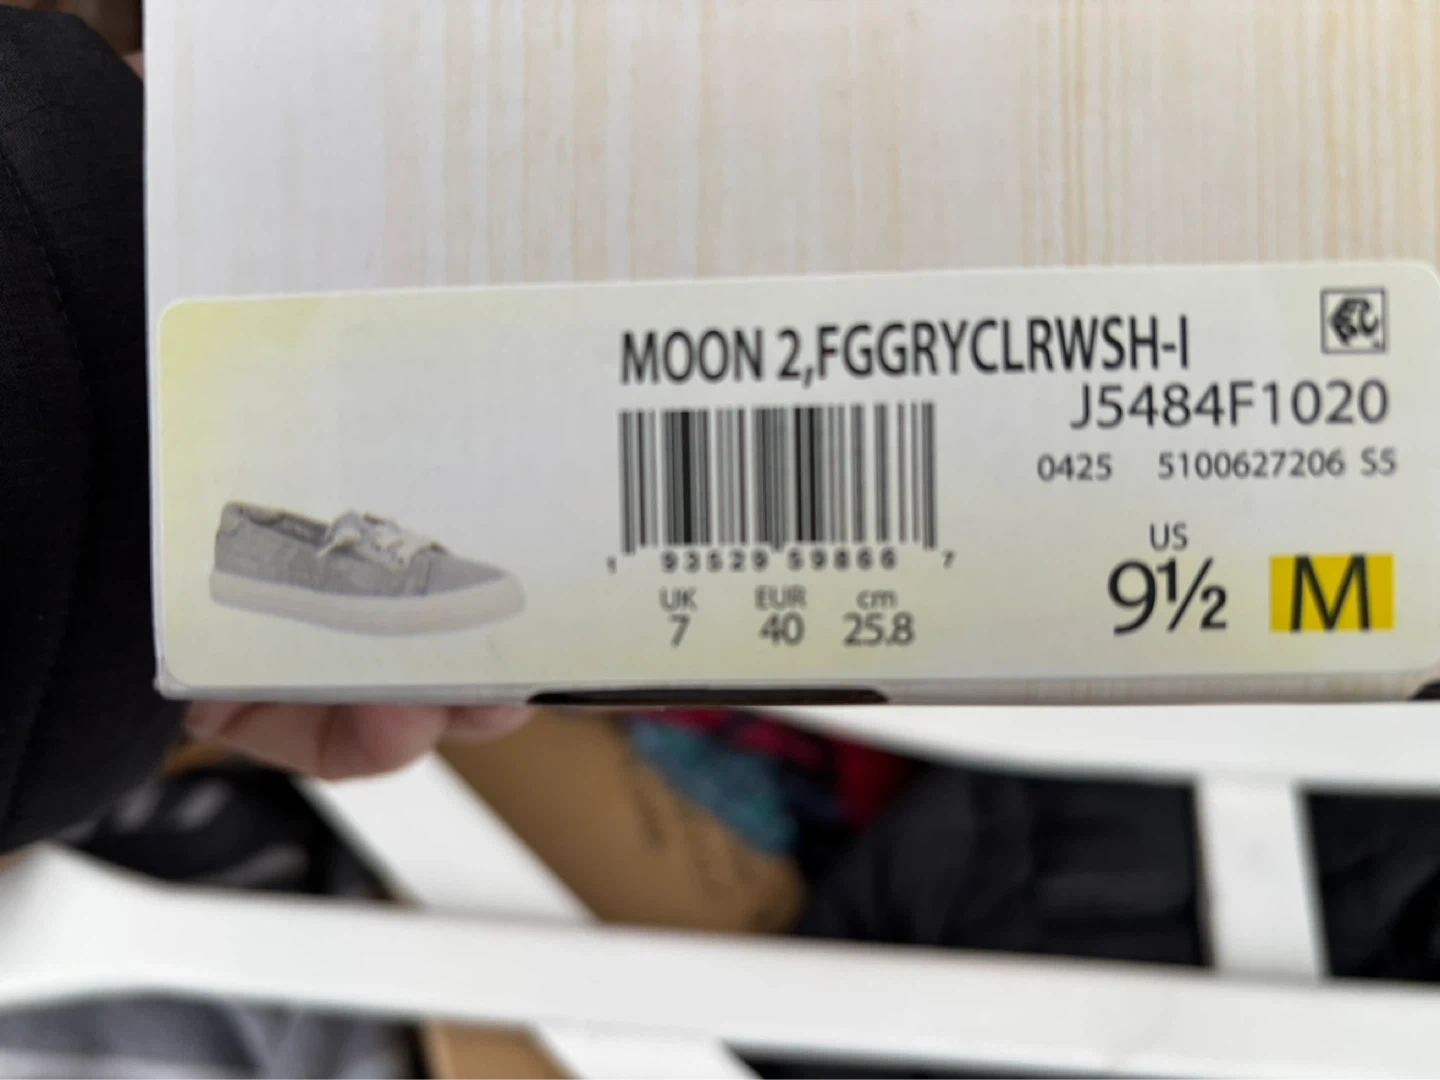 MOON 2,FGGRYCLRWSH-I
J5484F1020
0425 5100627206 S5
1 93529 59866 7
UK EUR cm
7 40 25.8
US
9½ M